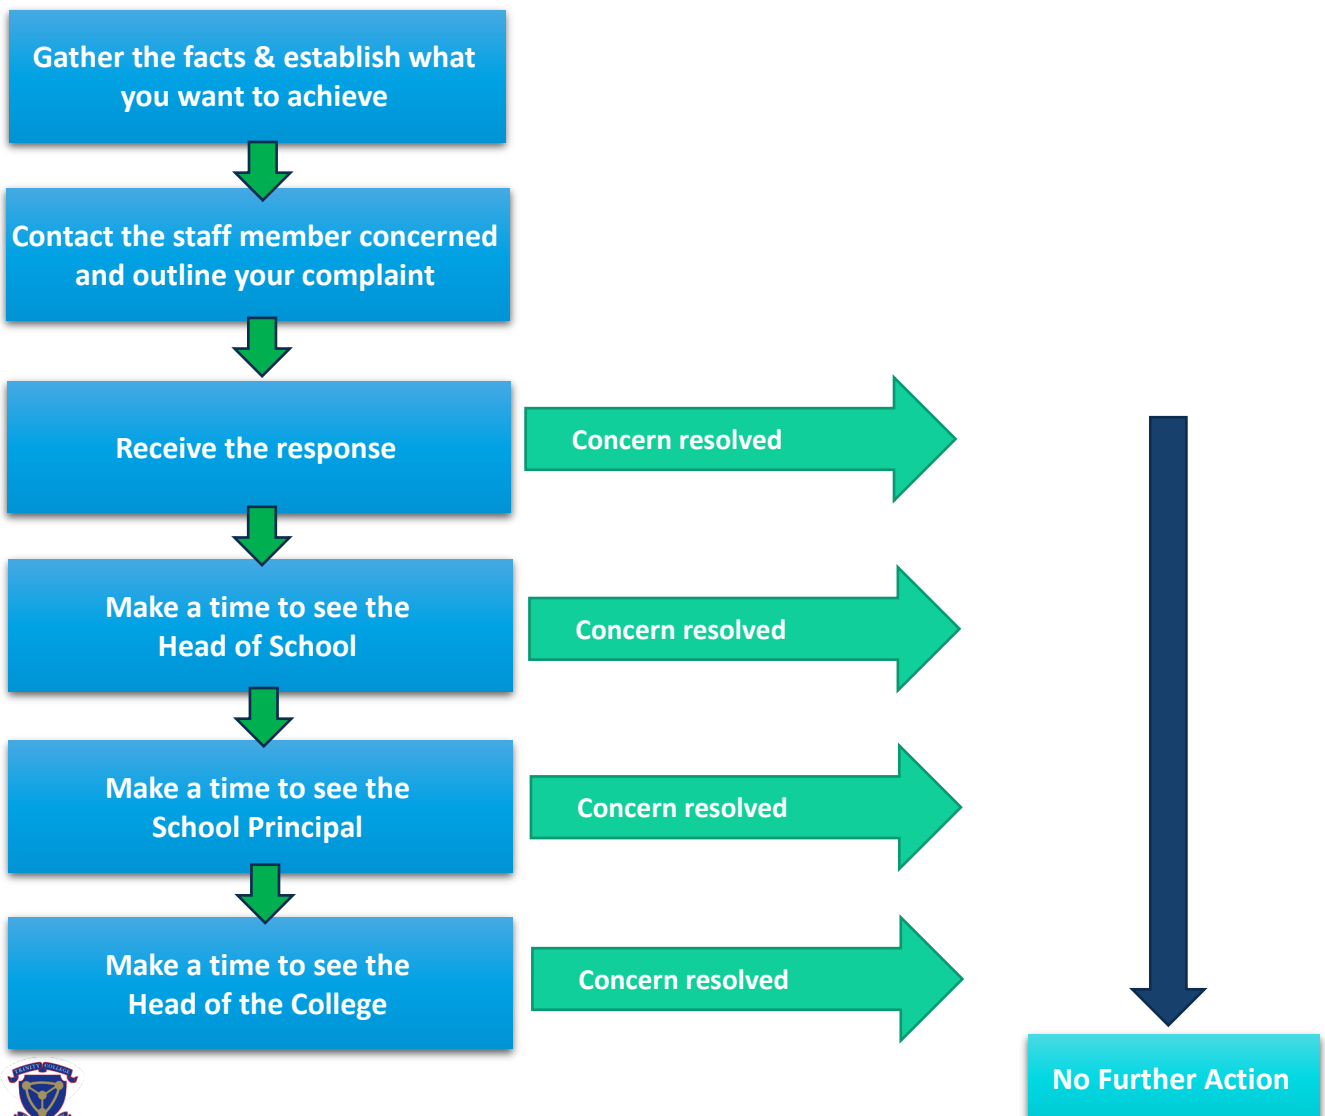 Gather the facts & establish what
you want to achieve
Contact the staff member concerned
and outline your complaint
Receive the response
Concern resolved
Make a time to see the
Head of School
Concern resolved
Make a time to see the
School Principal
Concern resolved
Make a time to see the
Head of the College
Concern resolved
TRINITY COLLEGE
No Further Action